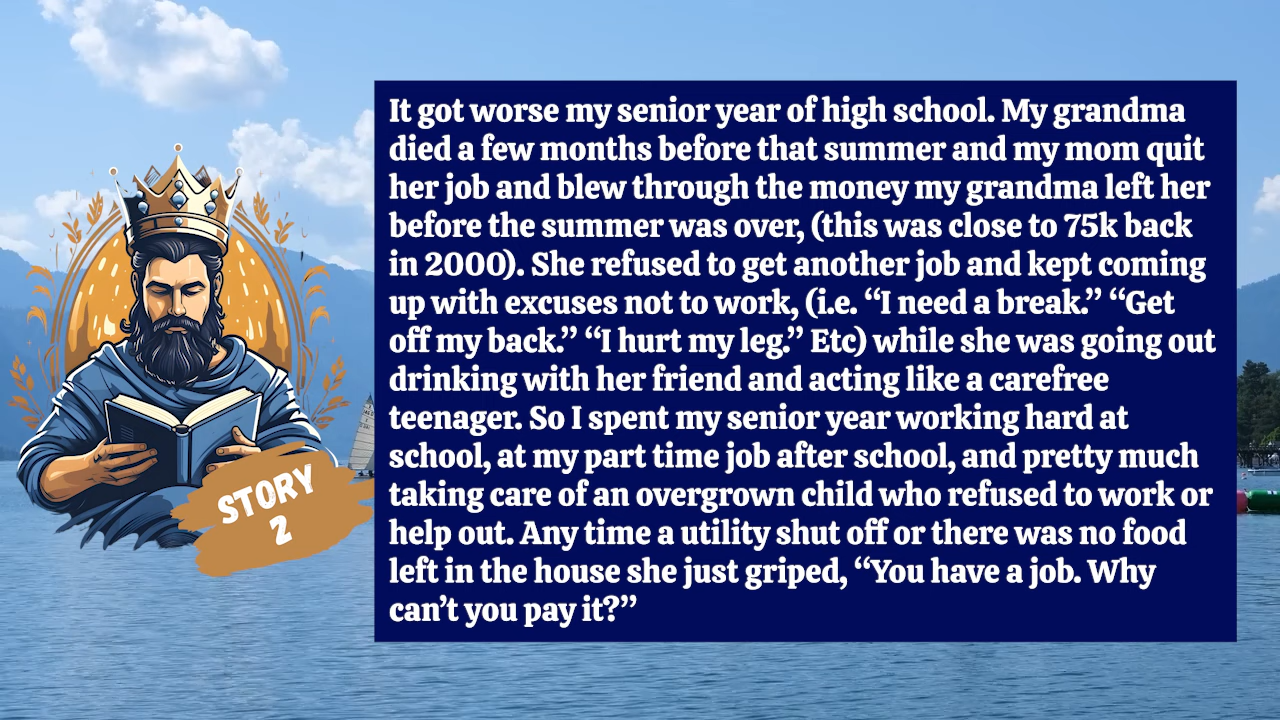 It got worse my senior year of high school. My grandma
died a few months before that summer and my mom quit
her job and blew through the money my grandma left her
before the summer was over, (this was close to 75k back
in 2000). She refused to get another job and kept coming
up with excuses not to work, (i.e. “I need a break.” “Get
off my back.” “I hurt my leg.” Etc) while she was going out
drinking with her friend and acting like a carefree
teenager. So I spent my senior year working hard at
school, at my part time job after school, and pretty much
taking care of an overgrown child who refused to work or
help out. Any time a utility shut off or there was no food
left in the house she just griped, “You have a job. Why
can’t you pay it?”
STORY
2